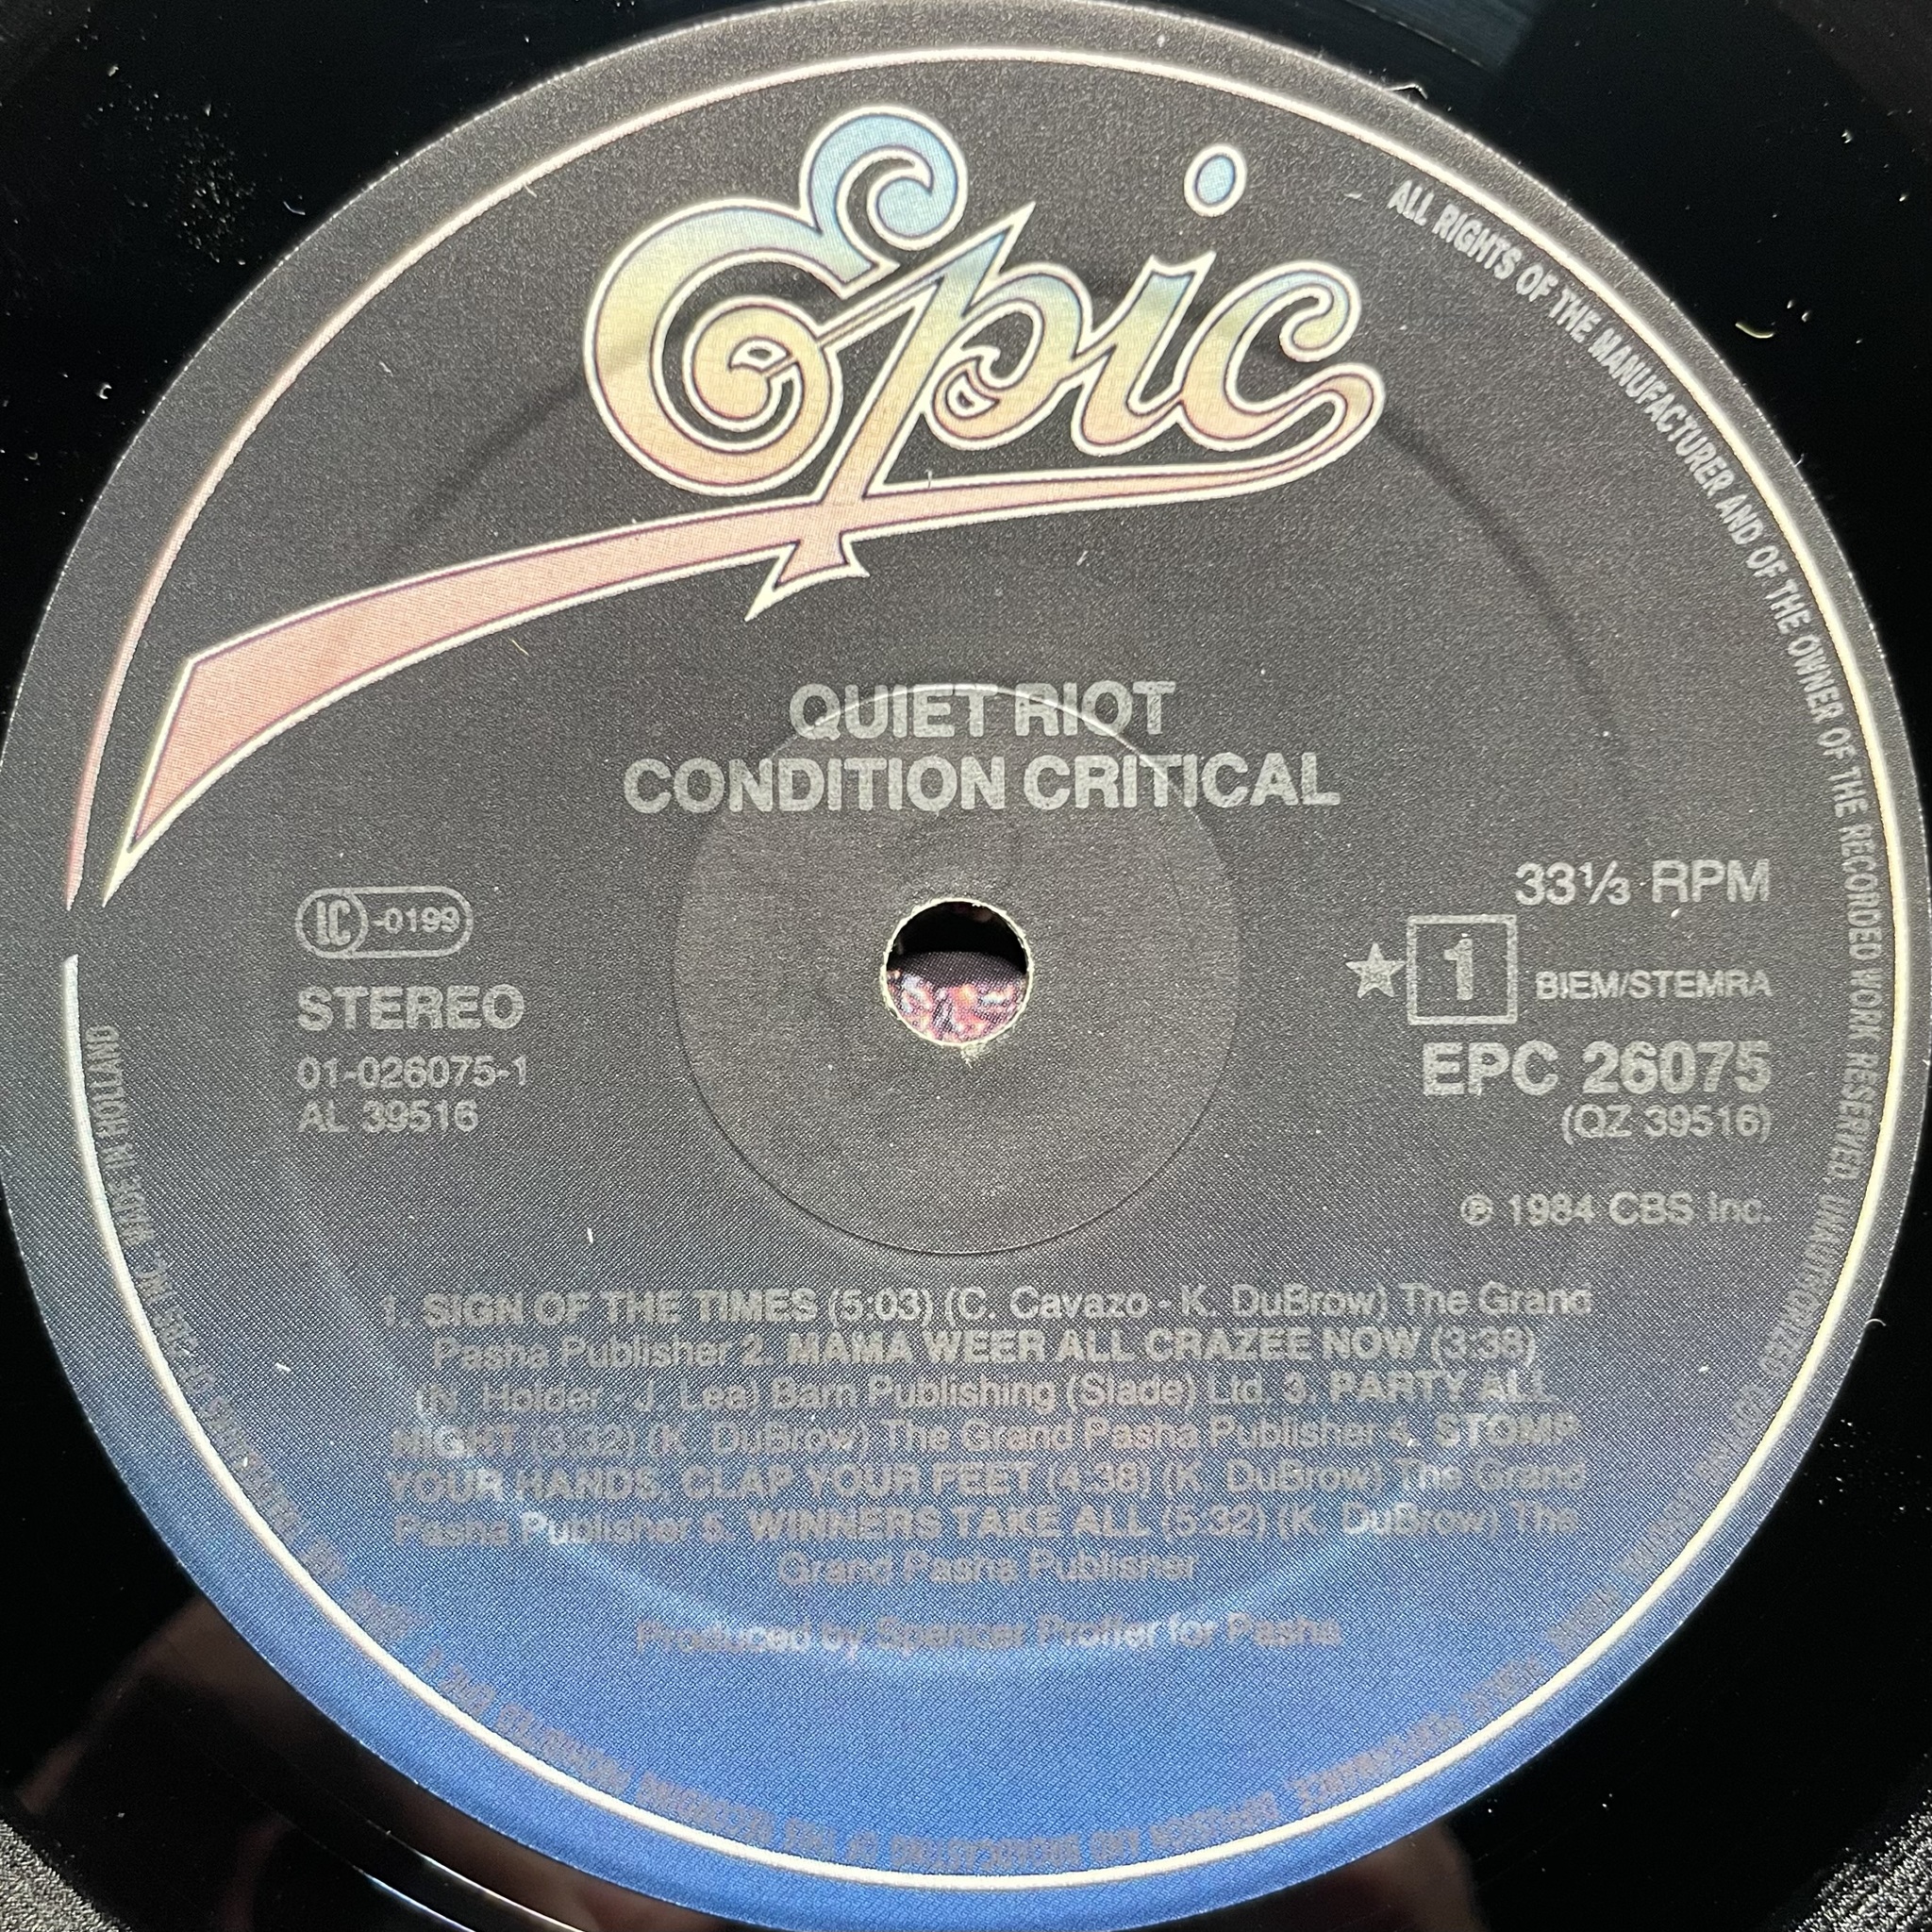 Epic
QUIET RIOT
CONDITION CRITICAL
LC-0199
STEREO
01-026075-1
AL 39516
33⅓ RPM
★ 1 BIEM/STEMRA
EPC 26075
(QZ 39516)
℗ 1984 CBS Inc.
1. SIGN OF THE TIMES (5:03) (C. Cavazo - K. DuBrow) The Grand
Pasha Publisher 2. MAMA WEER ALL CRAZEE NOW (3:38)
(N. Holder - J. Lea) Barn Publishing (Slade) Ltd. 3. PARTY ALL
NIGHT (3:32) (K. DuBrow) The Grand Pasha Publisher 4. STOMP
YOUR HANDS, CLAP YOUR FEET (4:38) (K. DuBrow) The Grand
Pasha Publisher 5. WINNERS TAKE ALL (5:32) (K. DuBrow) The
Grand Pasha Publisher
Produced by Spencer Proffer for Pasha
ALL RIGHTS OF THE MANUFACTURER AND OF THE OWNER OF THE RECORDED WORK RESERVED. UNAUTHORIZED
MADE IN HOLLAND